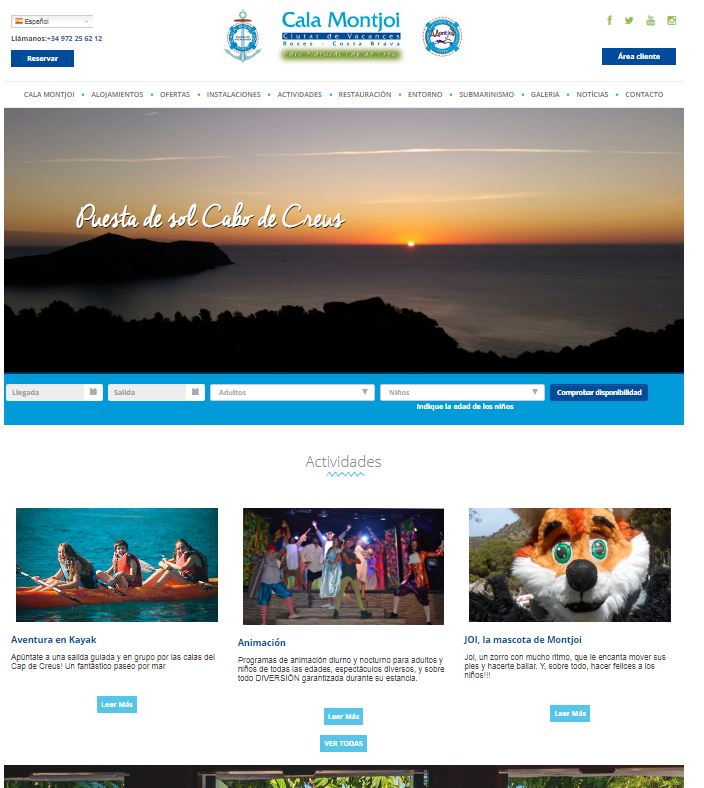 Español
Llámanos:+34 972 25 62 12
Reservar
Cala Montjoi
Ciutat de Vacances
Roses - Costa Brava
Parc Natural Cap de Creus
Montjoi
Área cliente
CALA MONTJOI • ALOJAMIENTOS • OFERTAS • INSTALACIONES • ACTIVIDADES • RESTAURACIÓN • ENTORNO • SUBMARINISMO • GALERIA • NOTÍCIAS • CONTACTO
Puesta de sol Cabo de Creus
Llegada
Salida
Adultos
Niños
Comprobar disponibilidad
Indique la edad de los niños
Actividades
Aventura en Kayak
Apúntate a una salida guiada y en grupo por las calas del
Cap de Creus! Un fantástico paseo por mar
Leer Más
Animación
Programas de animación diurno y nocturno para adultos y
niños de todas las edades, espectáculos diversos, y sobre
todo DIVERSIÓN garantizada durante su estancia.
Leer Más
JOI, la mascota de Montjoi
Joi, un zorro con mucho ritmo, que le encanta mover sus
pies y hacerte bailar. Y, sobre todo, hacer felices a los
niños!!!
Leer Más
VER TODAS